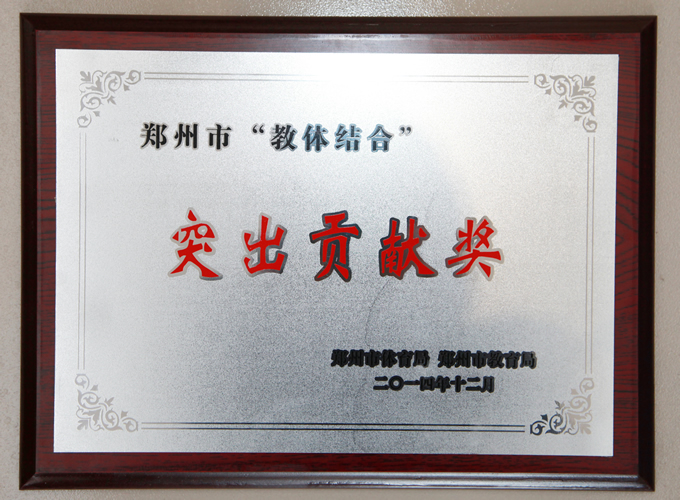 郑州市“教体结合”
突出贡献奖
郑州市体育局 郑州市教育局
二〇一四年十二月